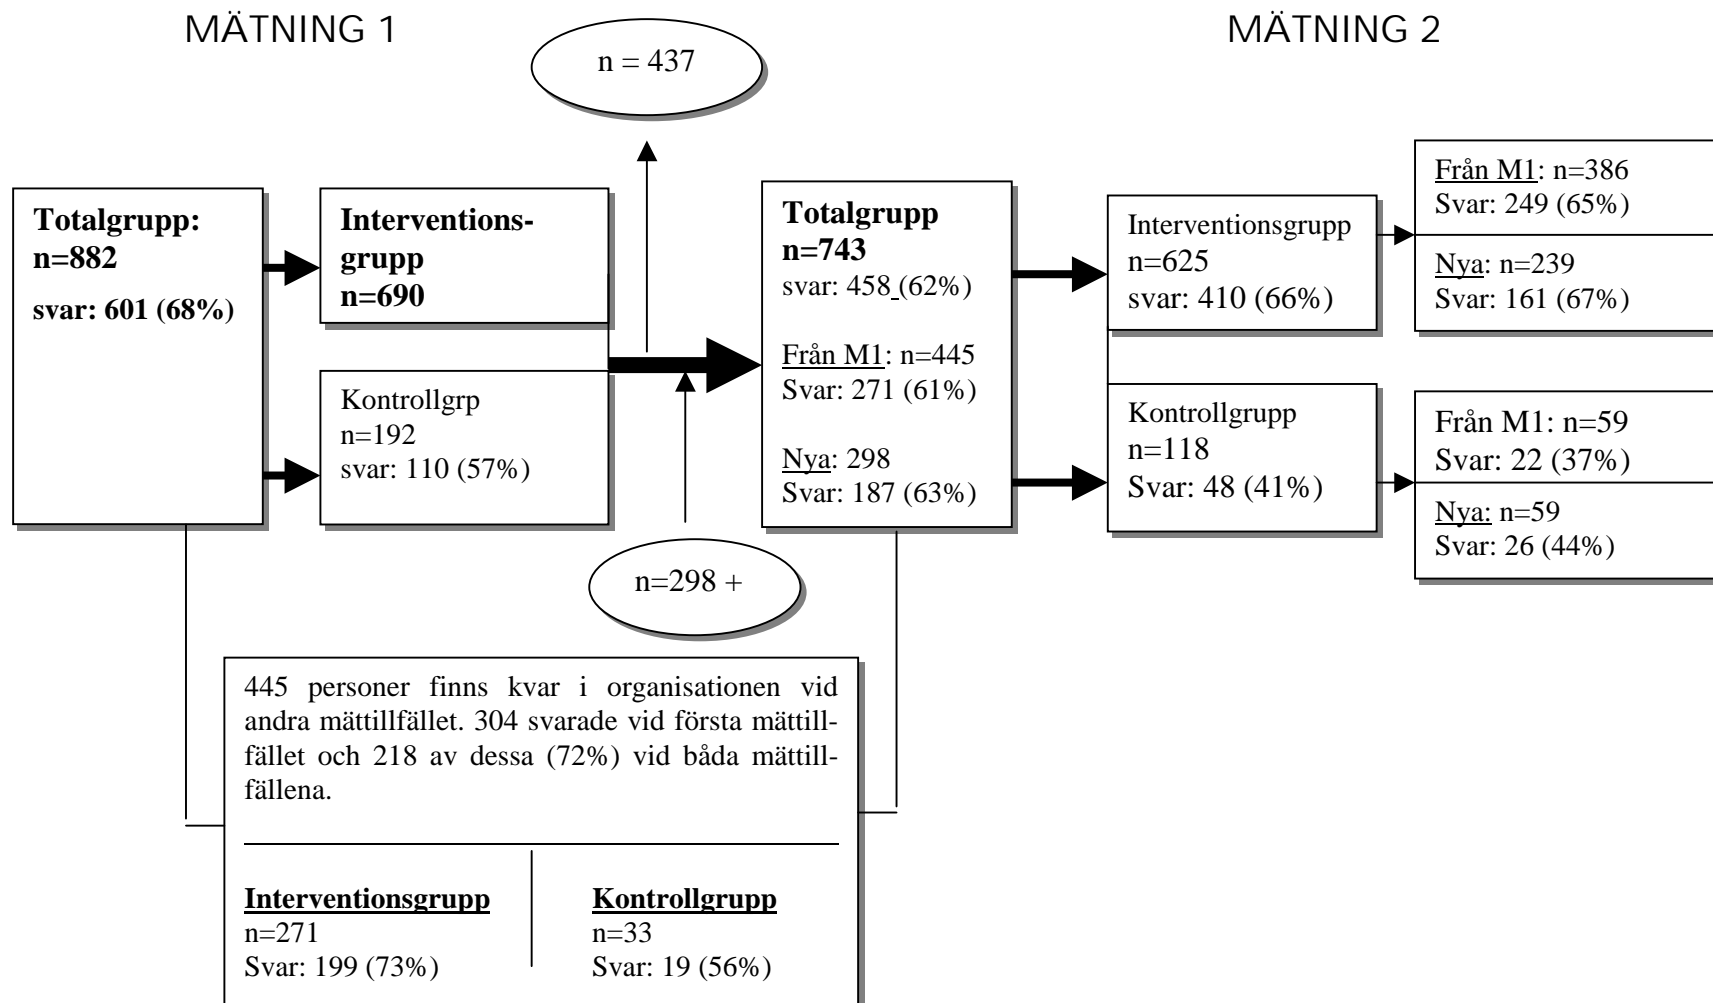 MÄTNING 1
MÄTNING 2
n = 437
Totalgrupp:
n=882
svar: 601 (68%)
Interventions-
grupp
n=690
Kontrollgrp
n=192
svar: 110 (57%)
n=298 +
Totalgrupp
n=743
svar: 458 (62%)
Från M1: n=445
Svar: 271 (61%)
Nya: 298
Svar: 187 (63%)
Interventionsgrupp
n=625
svar: 410 (66%)
Kontrollgrupp
n=118
Svar: 48 (41%)
Från M1: n=386
Svar: 249 (65%)
Nya: n=239
Svar: 161 (67%)
Från M1: n=59
Svar: 22 (37%)
Nya: n=59
Svar: 26 (44%)
445 personer finns kvar i organisationen vid
andra mättillfället. 304 svarade vid första mättill-
fället och 218 av dessa (72%) vid båda mättill-
fällena.
Interventionsgrupp
n=271
Svar: 199 (73%)
Kontrollgrupp
n=33
Svar: 19 (56%)